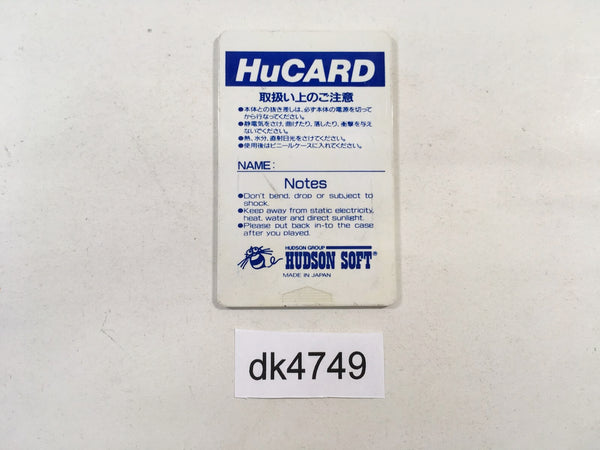 HuCARD
取扱い上のご注意
●本体との抜き差しは、必ず本体の電源を切って
から行なってください。
●静電気をさけ、曲げたり、落したり、衝撃を与え
ないでください。
●熱、水分、直射日光をさけてください。
●使用後はビニールケースに入れてください。
NAME:
Notes
●Don't bend, drop or subject to
shock.
●Keep away from static electricity,
heat, water and direct sunlight.
●Please put back in-to the case
after you played.
HUDSON GROUP
HUDSON SOFT®
MADE IN JAPAN
dk4749